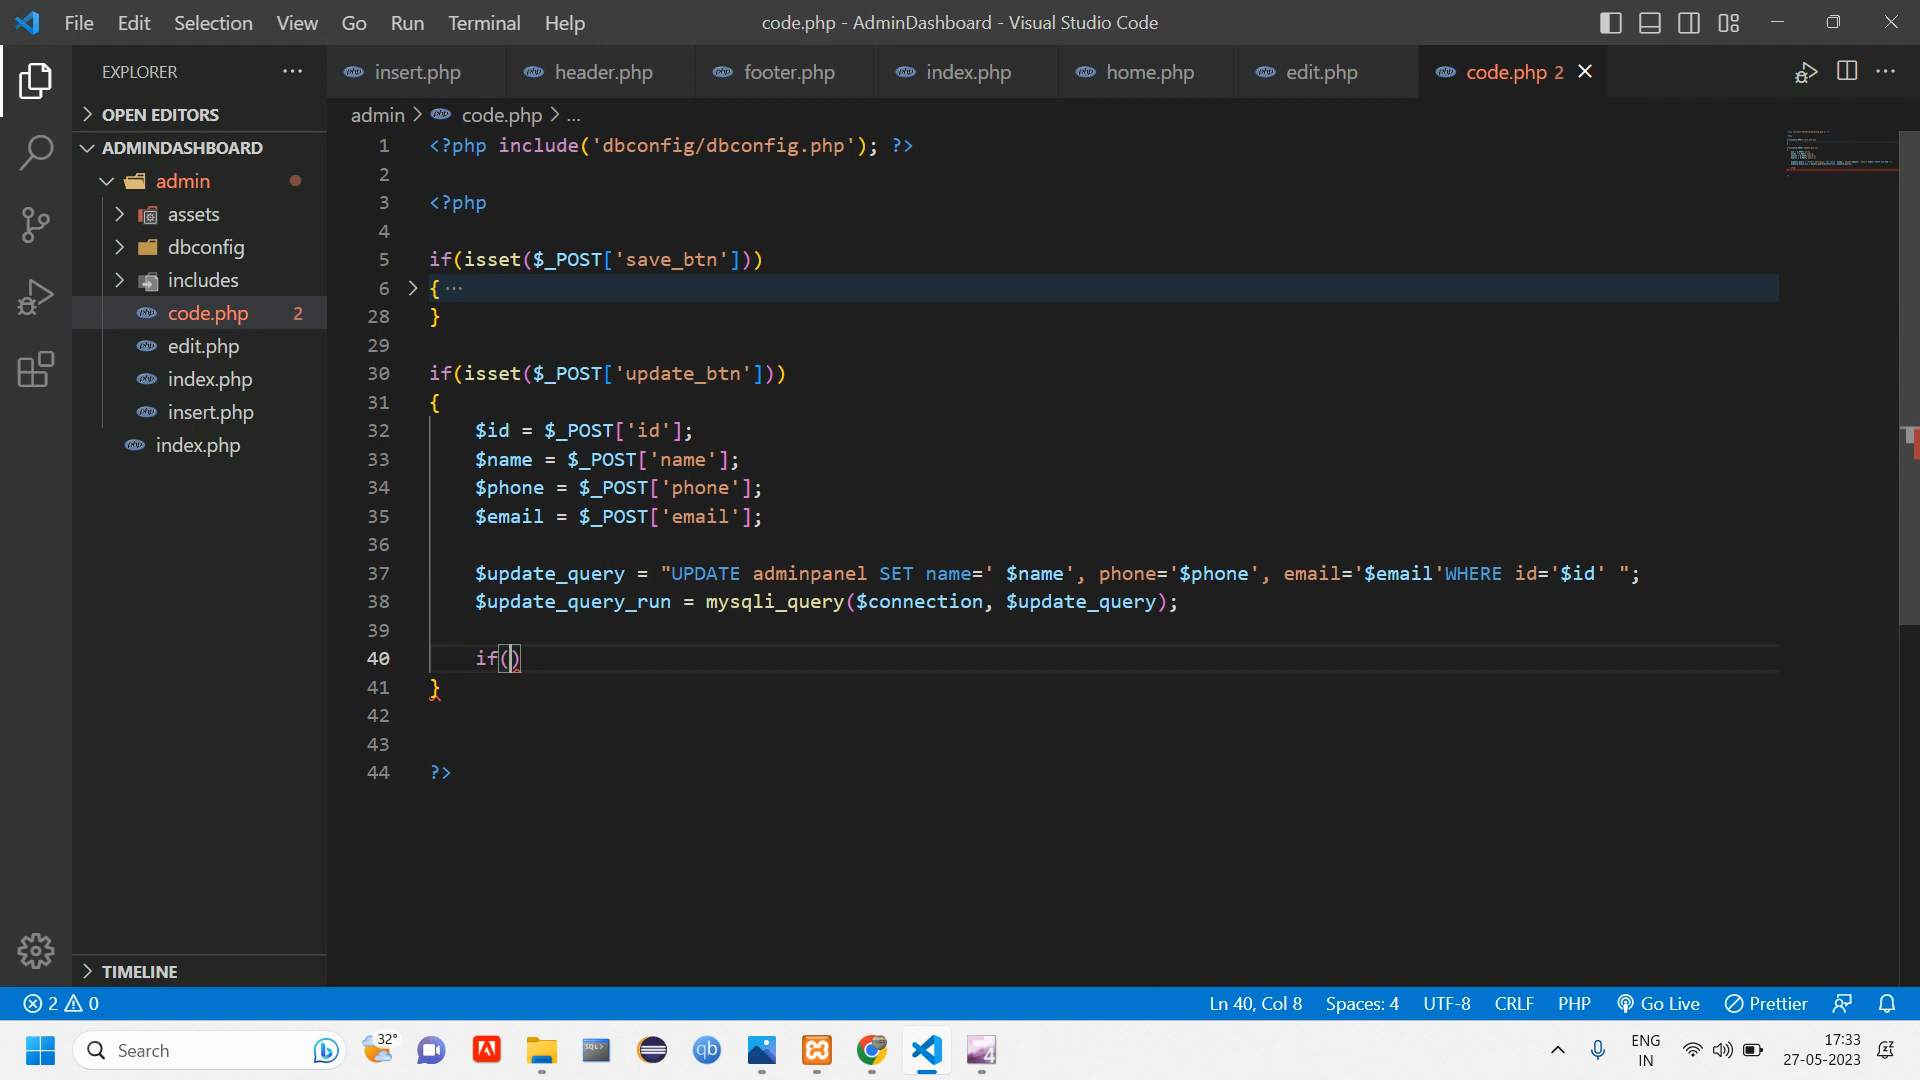 File Edit Selection View Go Run Terminal Help
code.php - AdminDashboard - Visual Studio Code
EXPLORER ...
insert.php header.php footer.php index.php home.php edit.php code.php 2
OPEN EDITORS
ADMINDASHBOARD
admin
assets
dbconfig
includes
code.php 2
edit.php
index.php
insert.php
index.php
TIMELINE
admin > code.php > ...
1 <?php include('dbconfig/dbconfig.php'); ?>
2
3 <?php
4
5 if(isset($_POST['save_btn']))
6 { ...
28 }
29
30 if(isset($_POST['update_btn']))
31 {
32 $id = $_POST['id'];
33 $name = $_POST['name'];
34 $phone = $_POST['phone'];
35 $email = $_POST['email'];
36
37 $update_query = "UPDATE adminpanel SET name=' $name', phone='$phone', email='$email'WHERE id='$id' ";
38 $update_query_run = mysqli_query($connection, $update_query);
39
40 if()
41 }
42
43
44 ?>
2 0
Ln 40, Col 8 Spaces: 4 UTF-8 CRLF PHP Go Live Prettier
Search
32°
SQL>
qb
4
ENG
IN
17:33
27-05-2023